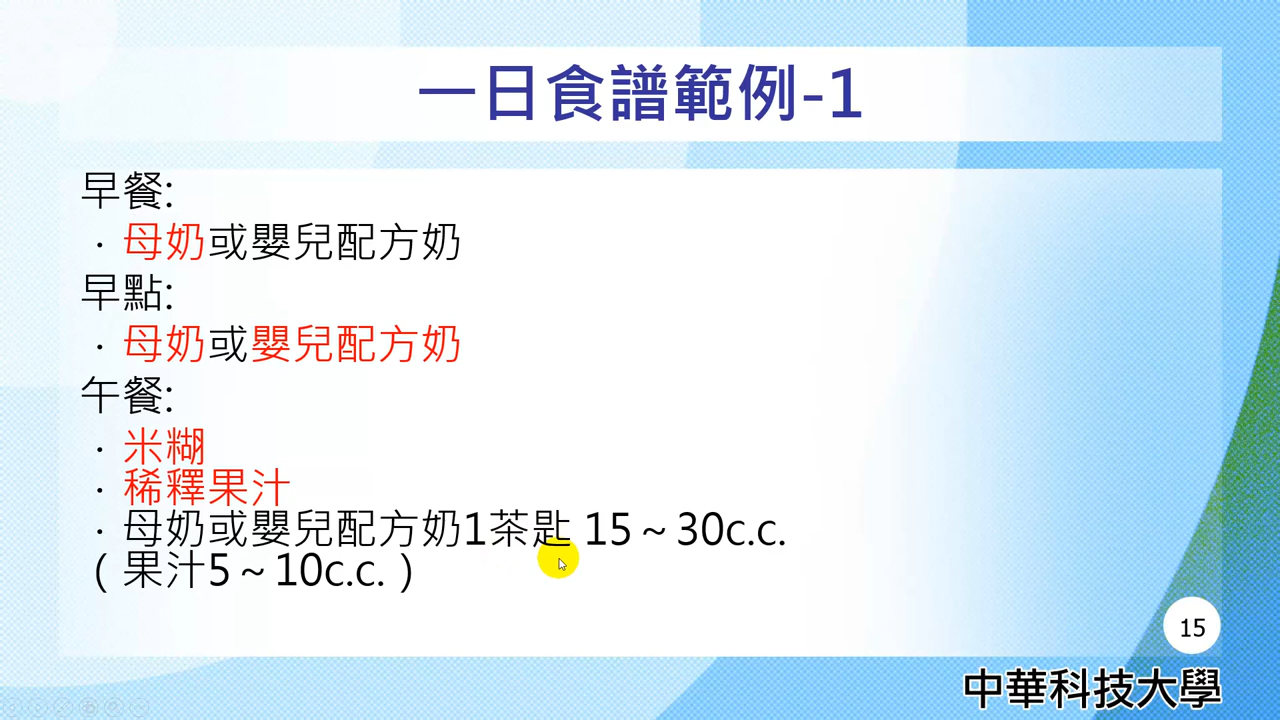 一日食譜範例-1
早餐:
· 母奶或嬰兒配方奶
早點:
· 母奶或嬰兒配方奶
午餐:
· 米糊
· 稀釋果汁
· 母奶或嬰兒配方奶1茶匙 15～30c.c.
（果汁5～10c.c.）
15
中華科技大學